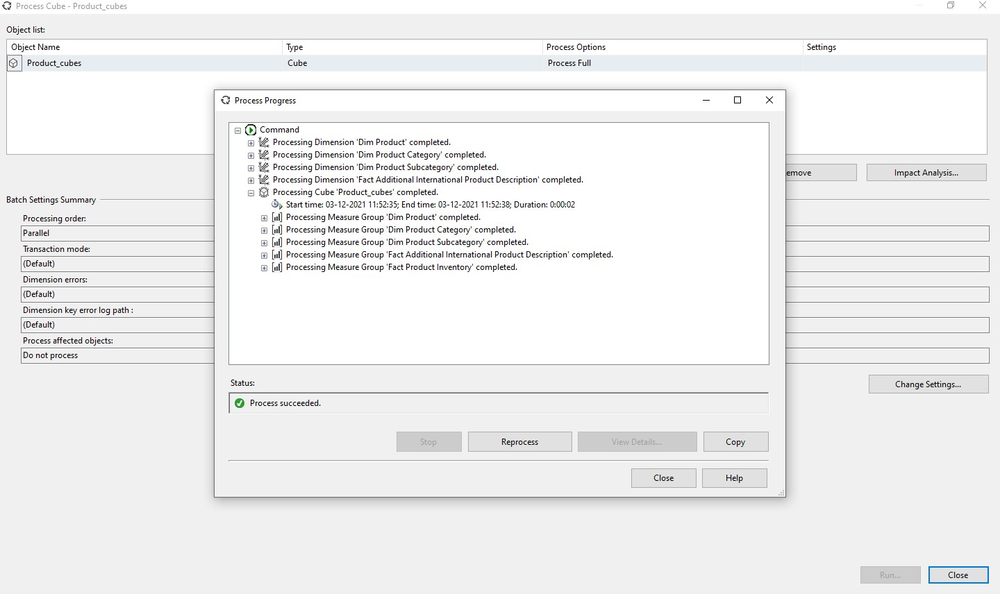 Process Cube - Product_cubes
Object list:
Object Name Type Process Options Settings
Product_cubes Cube Process Full
Process Progress
Command
Processing Dimension 'Dim Product' completed.
Processing Dimension 'Dim Product Category' completed.
Processing Dimension 'Dim Product Subcategory' completed.
Processing Dimension 'Fact Additional International Product Description' completed.
Processing Cube 'Product_cubes' completed.
Start time: 03-12-2021 11:52:35; End time: 03-12-2021 11:52:38; Duration: 0:00:02
Processing Measure Group 'Dim Product' completed.
Processing Measure Group 'Dim Product Category' completed.
Processing Measure Group 'Dim Product Subcategory' completed.
Processing Measure Group 'Fact Additional International Product Description' completed.
Processing Measure Group 'Fact Product Inventory' completed.
Status:
Process succeeded.
Stop Reprocess View Details... Copy
Close Help
emove Impact Analysis...
Batch Settings Summary
Processing order:
Parallel
Transaction mode:
(Default)
Dimension errors:
(Default)
Dimension key error log path :
(Default)
Process affected objects:
Do not process
Change Settings...
Run... Close